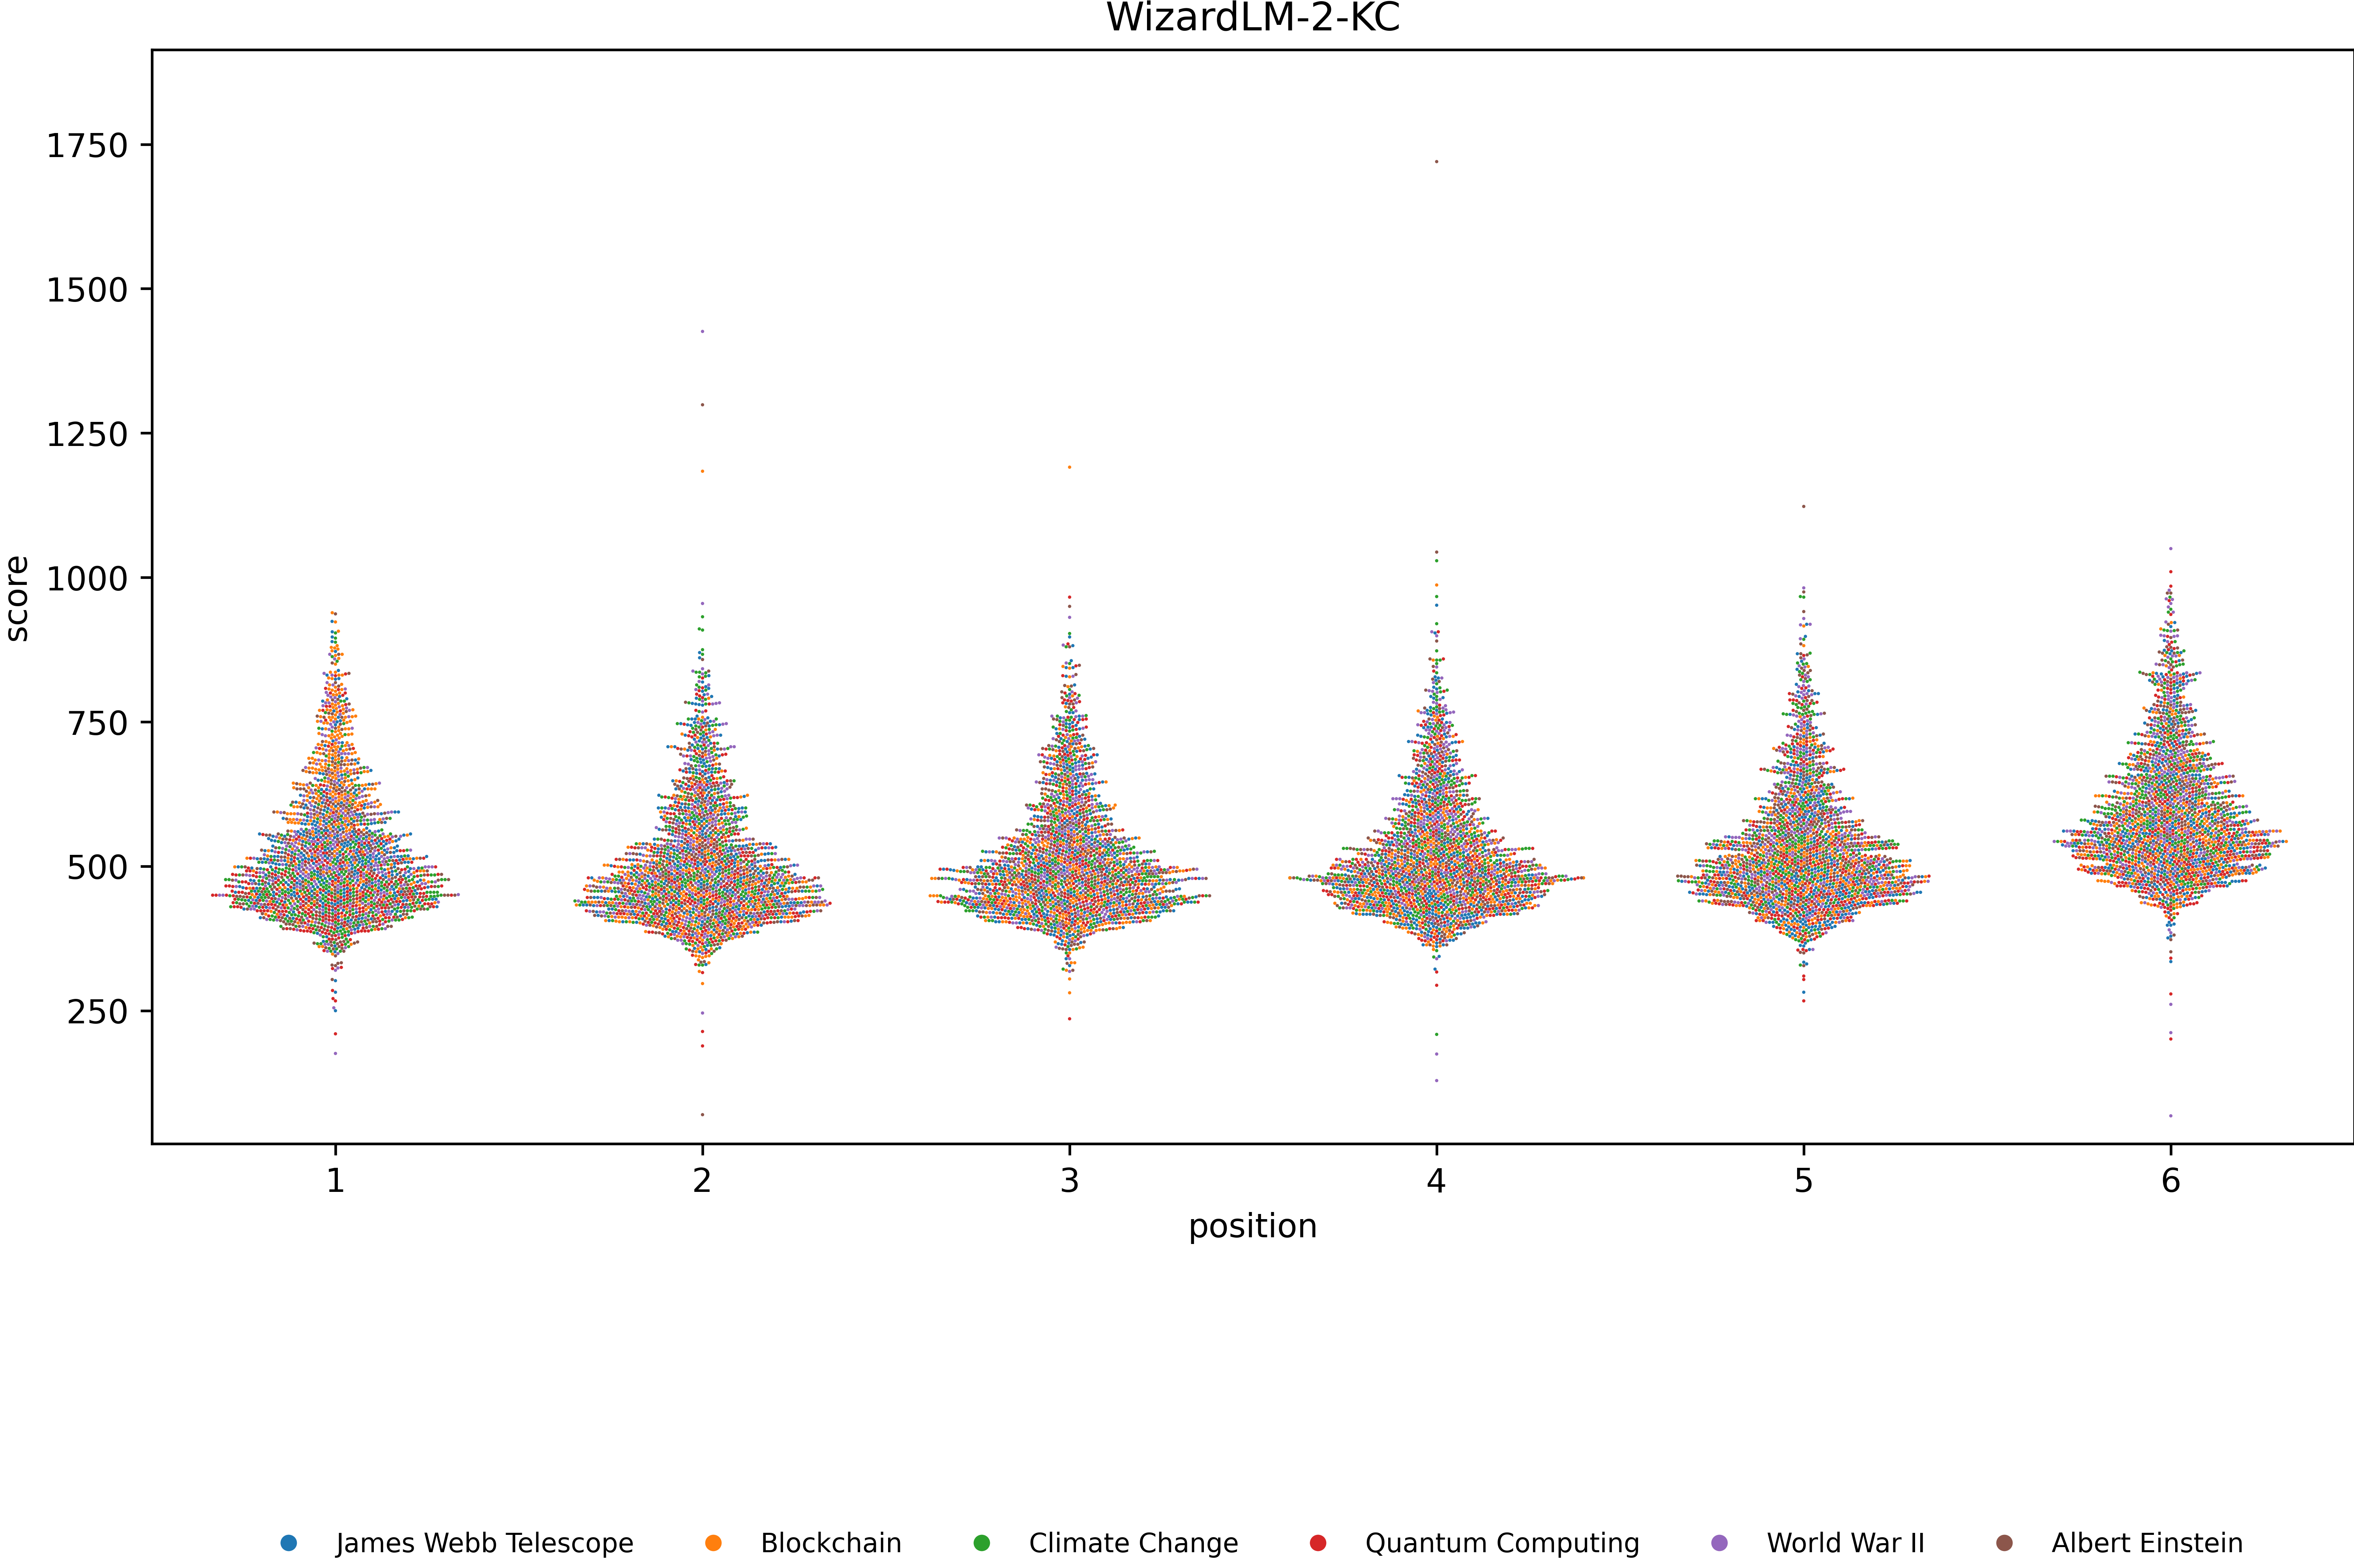 WizardLM-2-KC
1750
1500
1250
1000
750
500
250
score
1 2 3 4 5 6
position
James Webb Telescope Blockchain Climate Change Quantum Computing World War II Albert Einstein